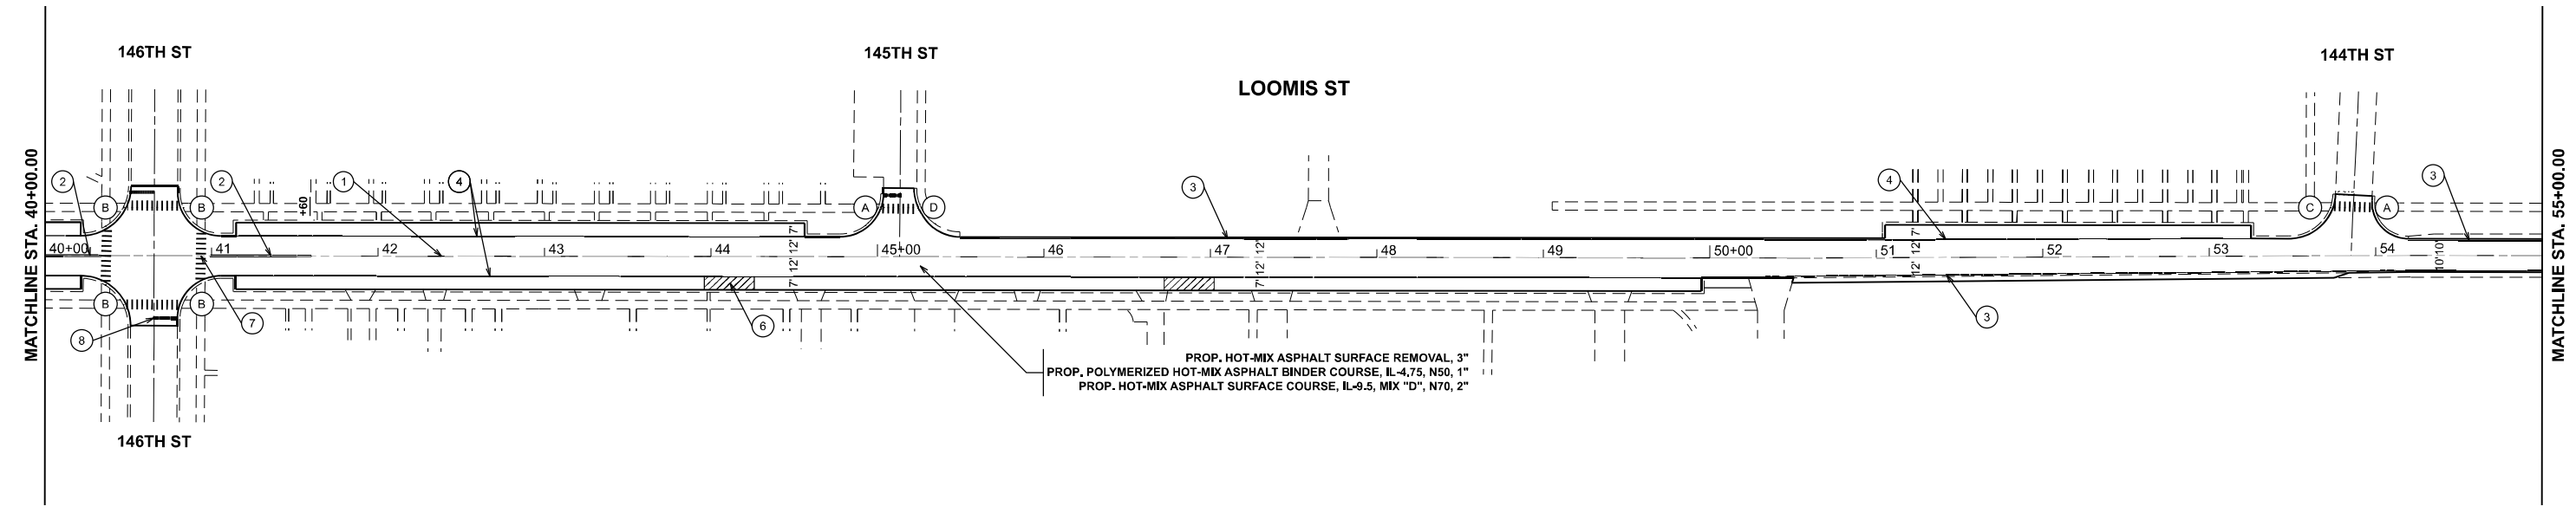 146TH ST
145TH ST
144TH ST
LOOMIS ST
MATCHLINE STA. 40+00.00
MATCHLINE STA. 55+00.00
2
2
1
4
3
4
3
B
B
+60
A
D
C
A
40+00
41
42
43
44
45+00
46
47
48
49
50+00
51
52
53
54
7' 12' 12' 7'
7' 12' 12'
12' 12' 7'
10' 10'
B
B
7
8
6
3
PROP. HOT-MIX ASPHALT SURFACE REMOVAL, 3"
PROP. POLYMERIZED HOT-MIX ASPHALT BINDER COURSE, IL-4.75, N50, 1"
PROP. HOT-MIX ASPHALT SURFACE COURSE, IL-9.5, MIX "D", N70, 2"
146TH ST